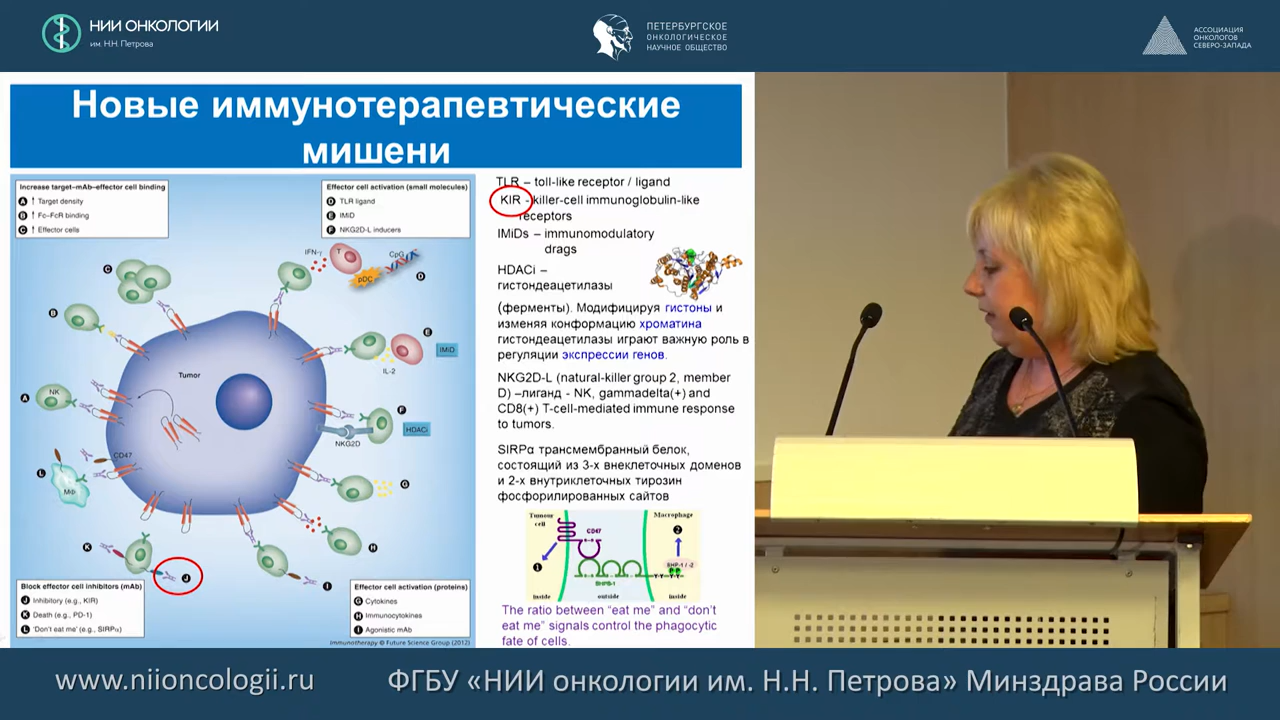 НИИ ОНКОЛОГИИ
им. Н.Н. Петрова
ПЕТЕРБУРГСКОЕ
ОНКОЛОГИЧЕСКОЕ
НАУЧНОЕ ОБЩЕСТВО
АССОЦИАЦИЯ
ОНКОЛОГОВ
СЕВЕРО-ЗАПАДА
Новые иммунотерапевтические
мишени
Increase target–mAb–effector cell binding
A ↑ Target density
B ↑ Fc–FcR binding
C ↑ Effector cells
Effector cell activation (small molecules)
D TLR ligand
E IMiD
F NKG2D-L inducers
IFN-γ
T
CpG
pDC
C
D
B
E
IMiD
IL-2
Tumor
NK
A
F
HDACi
NKG2D
CD47
L
MΦ
G
K
H
J
I
Block effector cell inhibitors (mAb)
J Inhibitory (e.g., KIR)
K Death (e.g., PD-1)
L 'Don't eat me' (e.g., SIRPα)
Effector cell activation (proteins)
G Cytokines
H Immunocytokines
I Agonistic mAb
Immunotherapy © Future Science Group (2012)
TLR – toll-like receptor / ligand
KIR - killer-cell immunoglobulin-like
receptors
IMiDs – immunomodulatory
drags
HDACi –
гистондеацетилазы
(ферменты). Модифицируя гистоны и
изменяя конформацию хроматина
гистондеацетилазы играют важную роль в
регуляции экспрессии генов.
NKG2D-L (natural-killer group 2, member
D) –лиганд - NK, gammadelta(+) and
CD8(+) T-cell-mediated immune response
to tumors.
SIRPα трансмембранный белок,
состоящий из 3-х внеклеточных доменов
и 2-х внутриклеточных тирозин
фосфорилированных сайтов
Tumour
cell
Macrophage
CD47
2
1
SHPS-1
SHP-1 / -2
Y-Y
Y-Y
inside
outside
inside
The ratio between “eat me” and “don’t
eat me” signals control the phagocytic
fate of cells.
www.niioncologii.ru
ФГБУ «НИИ онкологии им. Н.Н. Петрова» Минздрава России